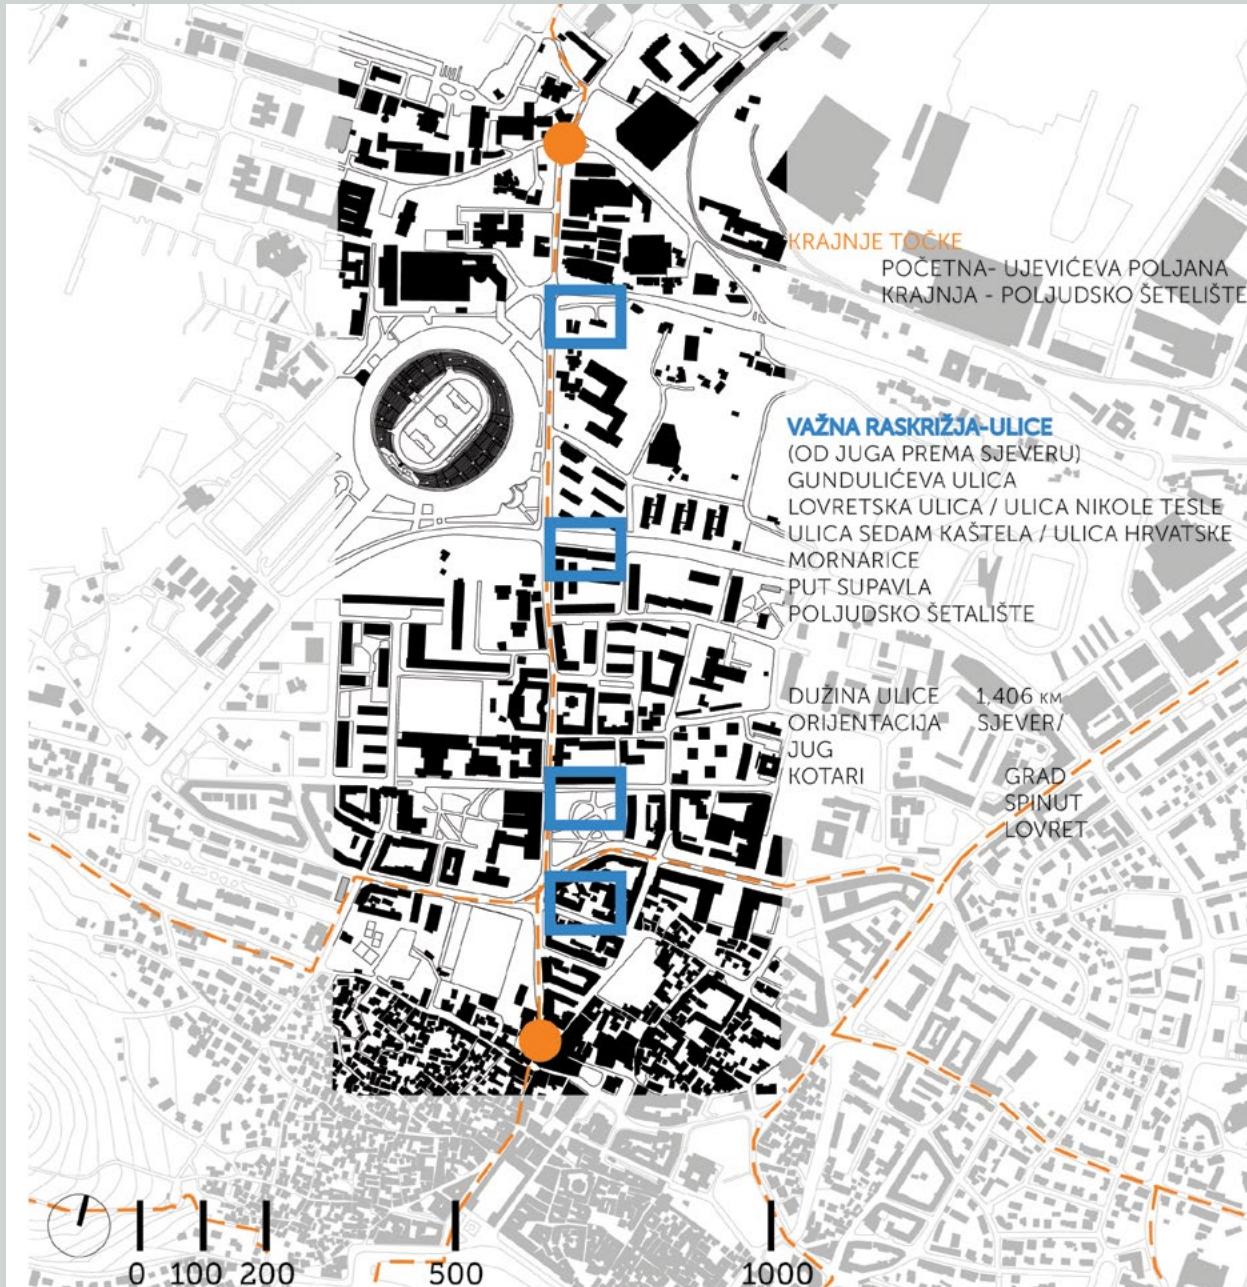 KRAJNJE TOČKE
POČETNA- UJEVIĆEVA POLJANA
KRAJNJA - POLJUDSKO ŠETELIŠTE
VAŽNA RASKRIŽJA-ULICE
(OD JUGA PREMA SJEVERU)
GUNDULIĆEVA ULICA
LOVRETSKA ULICA / ULICA NIKOLE TESLE
ULICA SEDAM KAŠTELA / ULICA HRVATSKE
MORNARICE
PUT SUPAVLA
POLJUDSKO ŠETALIŠTE
DUŽINA ULICE 1,406 KM
ORIJENTACIJA SJEVER/
JUG
KOTARI GRAD
SPINUT
LOVRET
0 100 200 500 1000